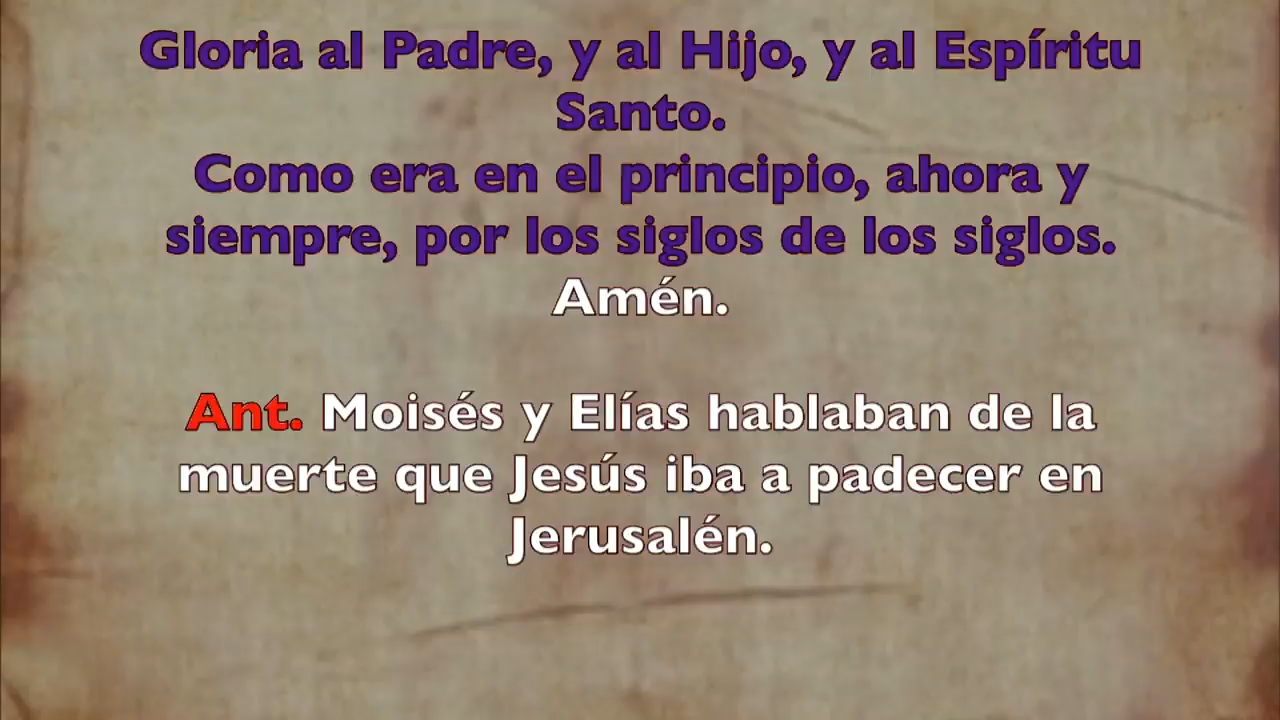 Gloria al Padre, y al Hijo, y al Espíritu
Santo.
Como era en el principio, ahora y
siempre, por los siglos de los siglos.
Amén.
Ant. Moisés y Elías hablaban de la
muerte que Jesús iba a padecer en
Jerusalén.